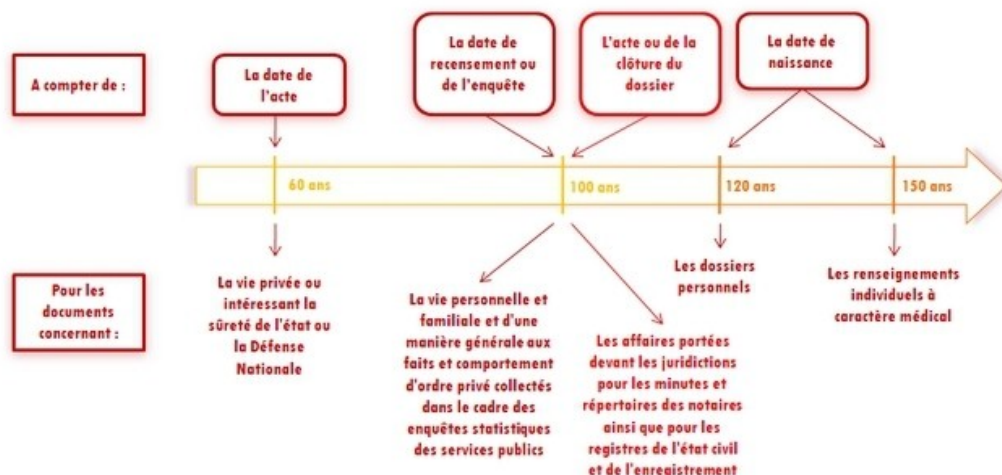 A compter de :
La date de
l'acte
La date de
recensement ou
de l'enquête
L'acte ou de la
clôture du
dossier
La date de
naissance
60 ans
100 ans
120 ans
150 ans
Pour les
documents
concernant :
La vie privée ou
intéressant la
sûreté de l'état ou
la Défense
Nationale
La vie personnelle et
familiale et d'une
manière générale aux
faits et comportement
d'ordre privé collectés
dans le cadre des
enquêtes statistiques
des services publics
Les affaires portées
devant les juridictions
pour les minutes et
répertoires des notaires
ainsi que pour les
registres de l'état civil
et de l'enregistrement
Les dossiers
personnels
Les renseignements
individuels à
caractère médical